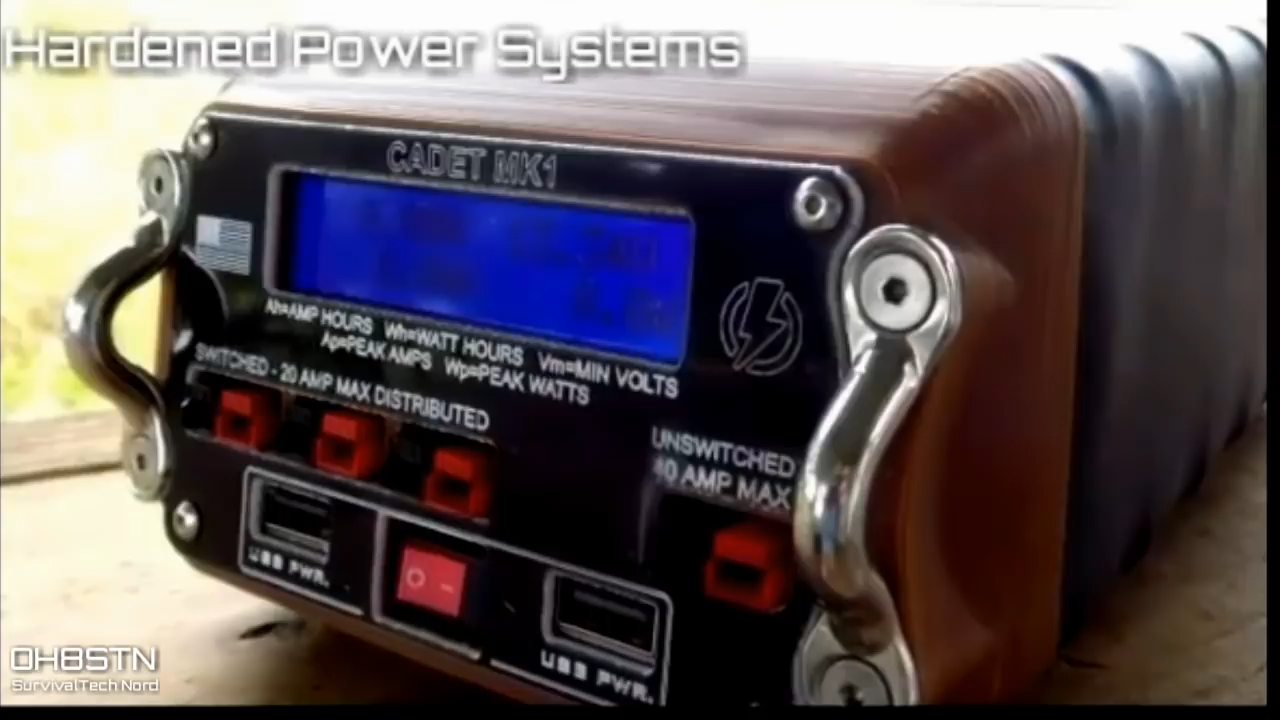 Hardened Power Systems
CADET MK1
Ah=AMP HOURS Wh=WATT HOURS Vm=MIN VOLTS
Ap=PEAK AMPS Wp=PEAK WATTS
SWITCHED - 20 AMP MAX DISTRIBUTED
UNSWITCHED
40 AMP MAX
USB PWR.
USB PWR.
OH8STN
SurvivalTech Nord